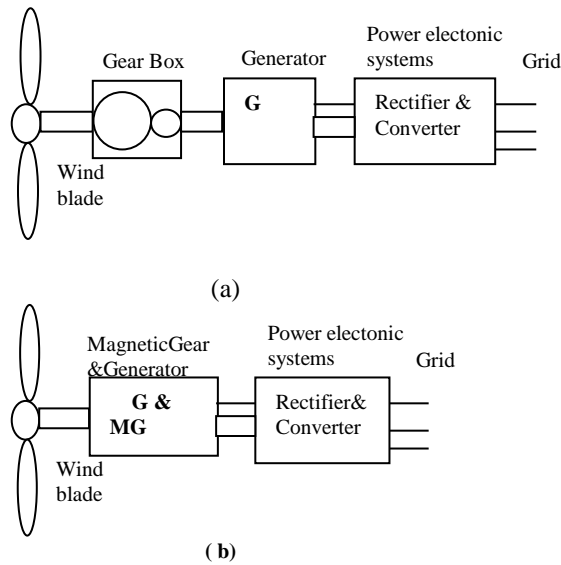 Power electonic
systems
Grid
Gear Box
Generator
G
Rectifier &
Converter
Wind
blade
(a)
Power electonic
systems
Grid
MagneticGear
&Generator
G &
MG
Rectifier&
Converter
Wind
blade
( b)